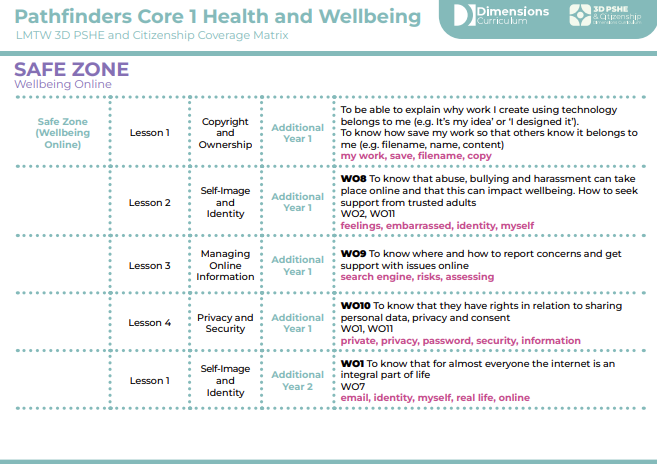 Pathfinders Core 1 Health and Wellbeing
LMTW 3D PSHE and Citizenship Coverage Matrix
Dimensions
Curriculum
3D PSHE
& Citizenship
SAFE ZONE
Wellbeing Online
Safe Zone
(Wellbeing
Online)
Lesson 1
Copyright
and
Ownership
Additional
Year 1
To be able to explain why work I create using technology
belongs to me (e.g. It's my idea' or 'I designed it').
To know how save my work so that others know it belongs to
me (e.g. filename, name, content)
my work, save, filename, copy
Lesson 2
Self-Image
and
Identity
Additional
Year 1
WO8 To know that abuse, bullying and harassment can take
place online and that this can impact wellbeing. How to seek
support from trusted adults
WO2, WO11
feelings, embarrassed, identity, myself
Lesson 3
Managing
Online
Information
Additional
Year 1
WO9 To know where and how to report concerns and get
support with issues online
search engine, risks, assessing
Lesson 4
Privacy and
Security
Additional
Year 1
WO10 To know that they have rights in relation to sharing
personal data, privacy and consent
WO1, WO11
private, privacy, password, security, information
Lesson 1
Self-Image
and
Identity
Additional
Year 2
WO1 To know that for almost everyone the internet is an
integral part of life
WO7
email, identity, myself, real life, online